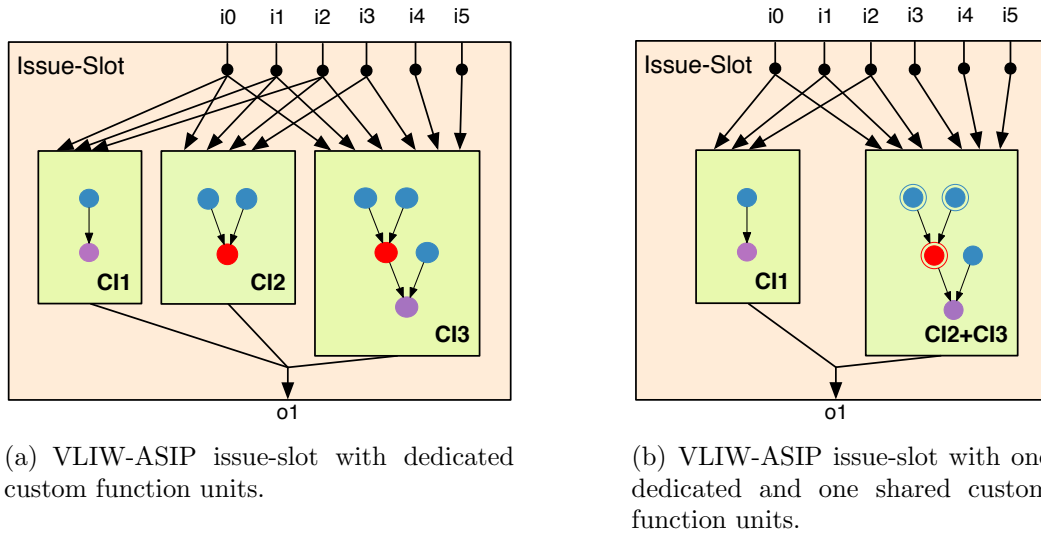 i0 i1 i2 i3 i4 i5
Issue-Slot
CI1
CI2
CI3
o1
(a) VLIW-ASIP issue-slot with dedicated
custom function units.
i0 i1 i2 i3 i4 i5
Issue-Slot
CI1
CI2+CI3
o1
(b) VLIW-ASIP issue-slot with one
dedicated and one shared custom
function units.